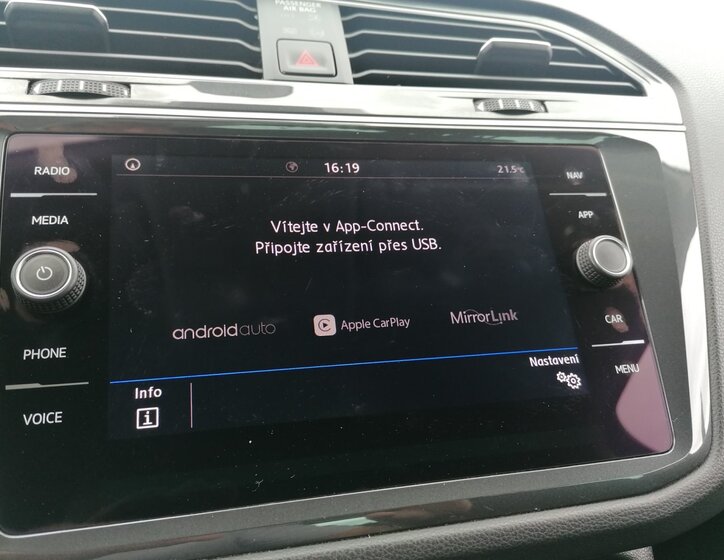 PASSENGER
AIR BAG
16:19
21.5°C
RADIO
NAV
MEDIA
APP
Vítejte v App-Connect.
Připojte zařízení přes USB.
androidauto
Apple CarPlay
MirrorLink
CAR
PHONE
Nastavení
MENU
Info
VOICE